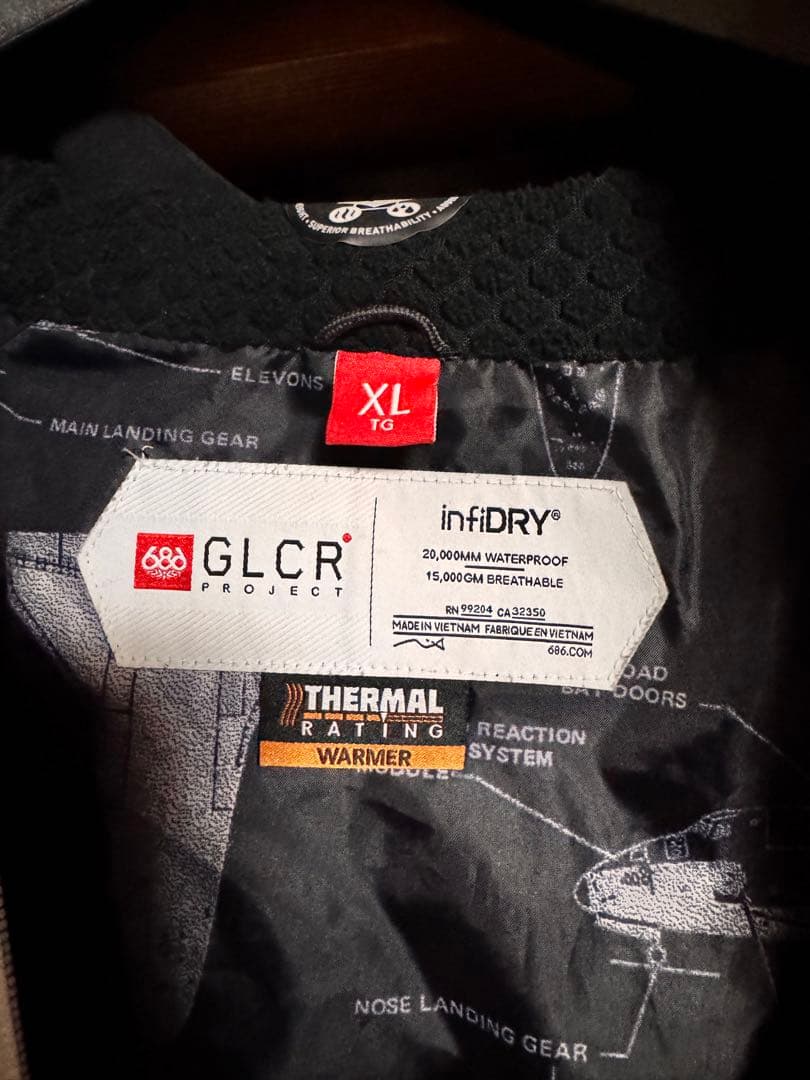 SUPERIOR BREATHABILITY
ELEVONS
MAIN LANDING GEAR
XL
TG
686
GLCR
PROJECT
infiDRY®
20,000MM WATERPROOF
15,000GM BREATHABLE
RN 99204 CA 32350
MADE IN VIETNAM FABRIQUE EN VIETNAM
686.COM
THERMAL
RATING
WARMER
DOORS
REACTION
SYSTEM
MODULE
NOSE LANDING GEAR